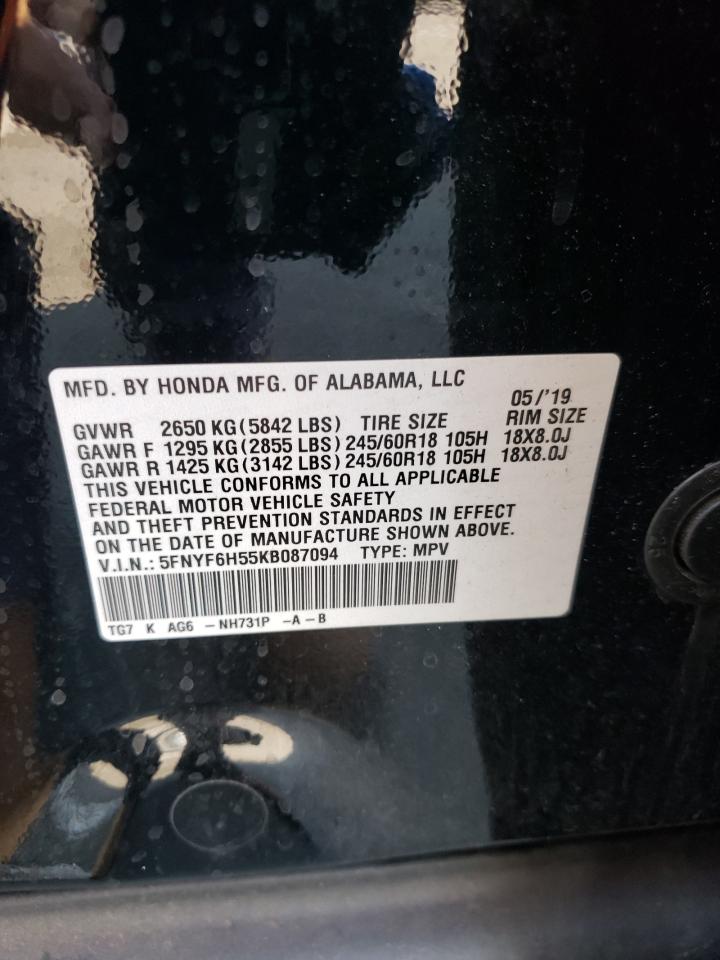 MFD. BY HONDA MFG. OF ALABAMA, LLC 05/'19
GVWR 2650 KG (5842 LBS) TIRE SIZE RIM SIZE
GAWR F 1295 KG (2855 LBS) 245/60R18 105H 18X8.0J
GAWR R 1425 KG (3142 LBS) 245/60R18 105H 18X8.0J
THIS VEHICLE CONFORMS TO ALL APPLICABLE
FEDERAL MOTOR VEHICLE SAFETY
AND THEFT PREVENTION STANDARDS IN EFFECT
ON THE DATE OF MANUFACTURE SHOWN ABOVE.
V.I.N.: 5FNYF6H55KB087094 TYPE: MPV
TG7 K AG6 -NH731P -A-B